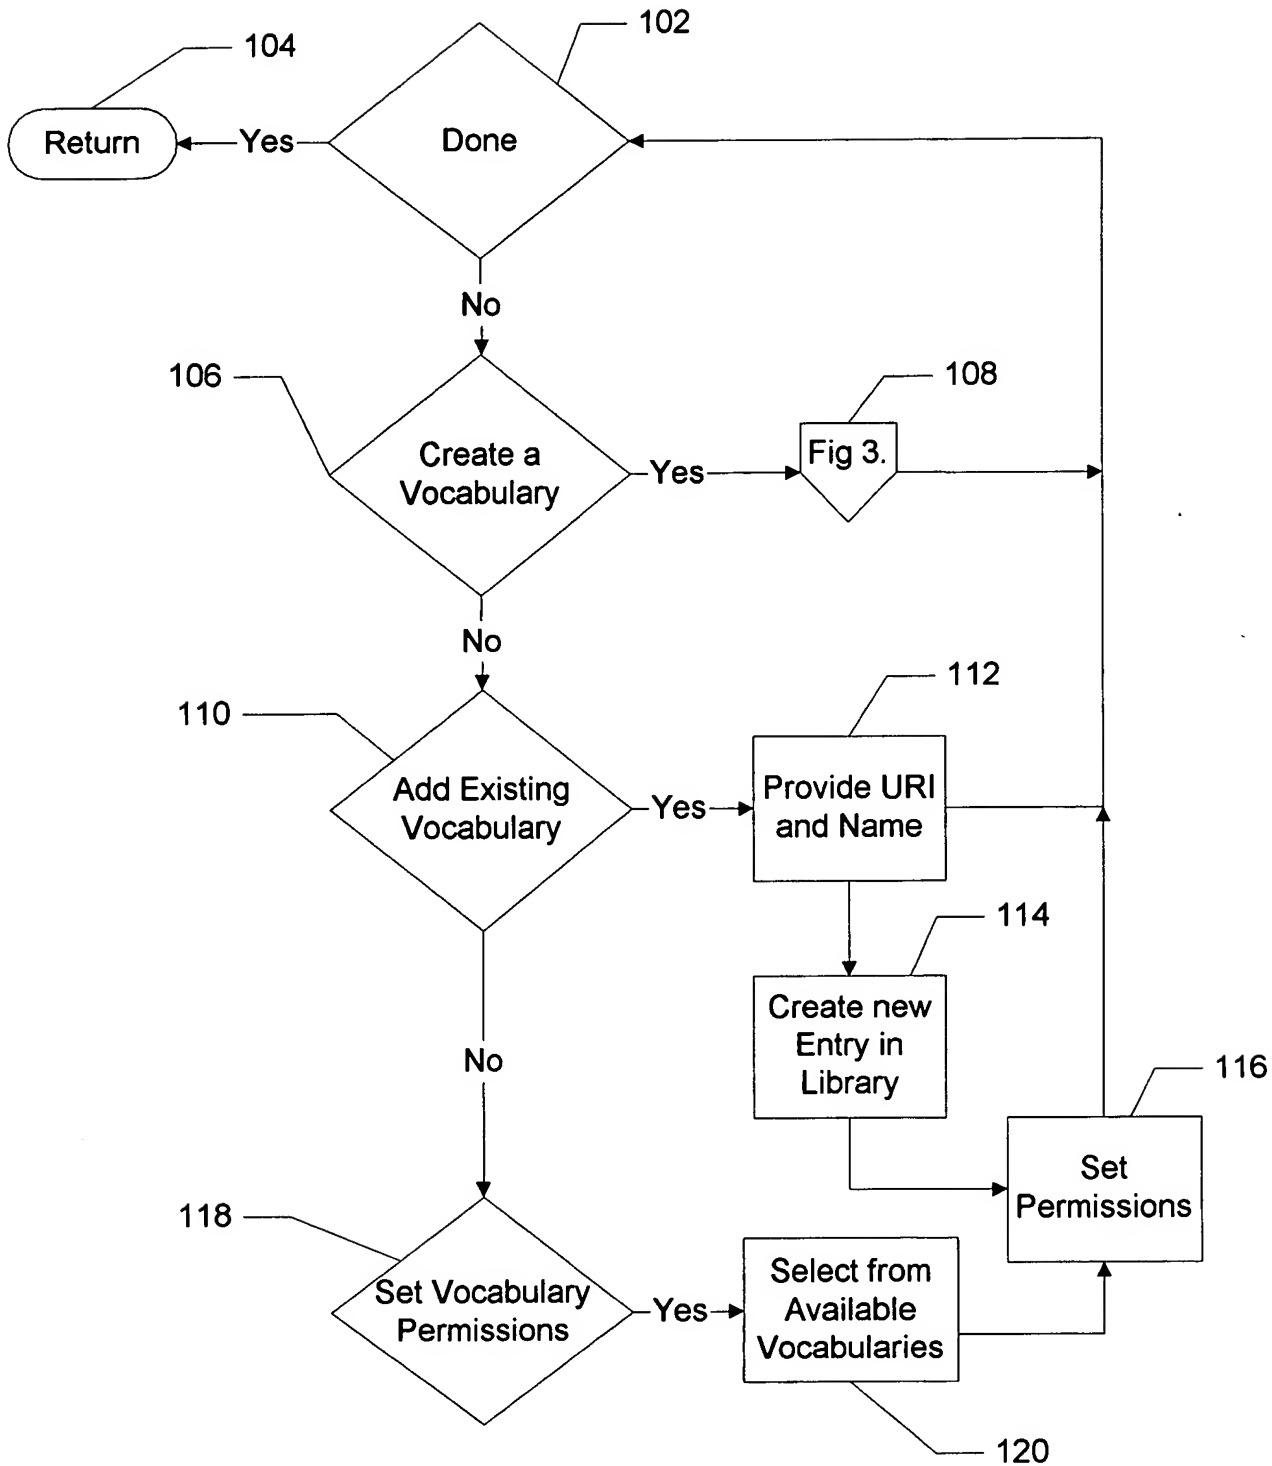 102
104
Return
Yes
Done
No
106
108
Create a
Vocabulary
Yes
Fig 3.
No
110
112
Add Existing
Vocabulary
Yes
Provide URI
and Name
114
Create new
Entry in
Library
No
116
Set
Permissions
118
Set Vocabulary
Permissions
Yes
Select from
Available
Vocabularies
120